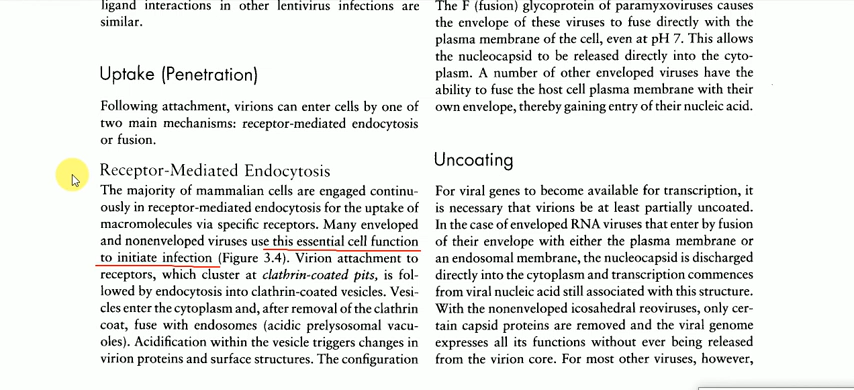 ligand interactions in other lentivirus infections are
similar.
Uptake (Penetration)
Following attachment, virions can enter cells by one of
two main mechanisms: receptor-mediated endocytosis
or fusion.
Receptor-Mediated Endocytosis
The majority of mammalian cells are engaged continu-
ously in receptor-mediated endocytosis for the uptake of
macromolecules via specific receptors. Many enveloped
and nonenveloped viruses use this essential cell function
to initiate infection (Figure 3.4). Virion attachment to
receptors, which cluster at clathrin-coated pits, is fol-
lowed by endocytosis into clathrin-coated vesicles. Vesi-
cles enter the cytoplasm and, after removal of the clathrin
coat, fuse with endosomes (acidic prelysosomal vacu-
oles). Acidification within the vesicle triggers changes in
virion proteins and surface structures. The configuration
The F (fusion) glycoprotein of paramyxoviruses causes
the envelope of these viruses to fuse directly with the
plasma membrane of the cell, even at pH 7. This allows
the nucleocapsid to be released directly into the cyto-
plasm. A number of other enveloped viruses have the
ability to fuse the host cell plasma membrane with their
own envelope, thereby gaining entry of their nucleic acid.
Uncoating
For viral genes to become available for transcription, it
is necessary that virions be at least partially uncoated.
In the case of enveloped RNA viruses that enter by fusion
of their envelope with either the plasma membrane or
an endosomal membrane, the nucleocapsid is discharged
directly into the cytoplasm and transcription commences
from viral nucleic acid still associated with this structure.
With the nonenveloped icosahedral reoviruses, only cer-
tain capsid proteins are removed and the viral genome
expresses all its functions without ever being released
from the virion core. For most other viruses, however,